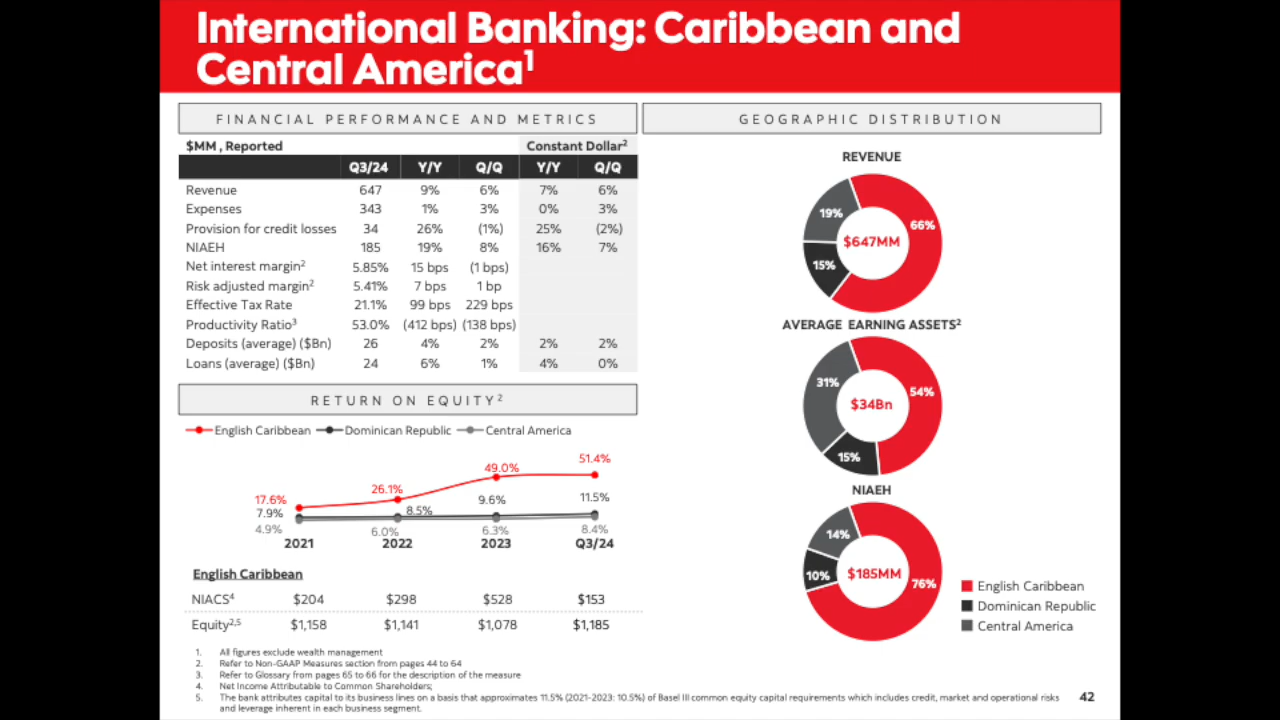 International Banking: Caribbean and
Central America¹
FINANCIAL PERFORMANCE AND METRICS
$MM , Reported Constant Dollar²
Q3/24 Y/Y Q/Q Y/Y Q/Q
Revenue 647 9% 6% 7% 6%
Expenses 343 1% 3% 0% 3%
Provision for credit losses 34 26% (1%) 25% (2%)
NIAEH 185 19% 8% 16% 7%
Net interest margin² 5.85% 15 bps (1 bps)
Risk adjusted margin² 5.41% 7 bps 1 bp
Effective Tax Rate 21.1% 99 bps 229 bps
Productivity Ratio³ 53.0% (412 bps) (138 bps)
Deposits (average) ($Bn) 26 4% 2% 2% 2%
Loans (average) ($Bn) 24 6% 1% 4% 0%
RETURN ON EQUITY²
English Caribbean Dominican Republic Central America
17.6% 26.1% 49.0% 51.4%
7.9% 8.5% 9.6% 11.5%
4.9% 6.0% 6.3% 8.4%
2021 2022 2023 Q3/24
English Caribbean
NIACS⁴ $204 $298 $528 $153
Equity²,⁵ $1,158 $1,141 $1,078 $1,185
GEOGRAPHIC DISTRIBUTION
REVENUE
19% 66%
$647MM
15%
AVERAGE EARNING ASSETS²
31% 54%
$34Bn
15%
NIAEH
14%
$185MM
10% 76%
English Caribbean
Dominican Republic
Central America
1. All figures exclude wealth management
2. Refer to Non-GAAP Measures section from pages 44 to 64
3. Refer to Glossary from pages 65 to 66 for the description of the measure
4. Net Income Attributable to Common Shareholders;
5. The bank attributes capital to its business lines on a basis that approximates 11.5% (2021-2023: 10.5%) of Basel III common equity capital requirements which includes credit, market and operational risks
and leverage inherent in each business segment.
42